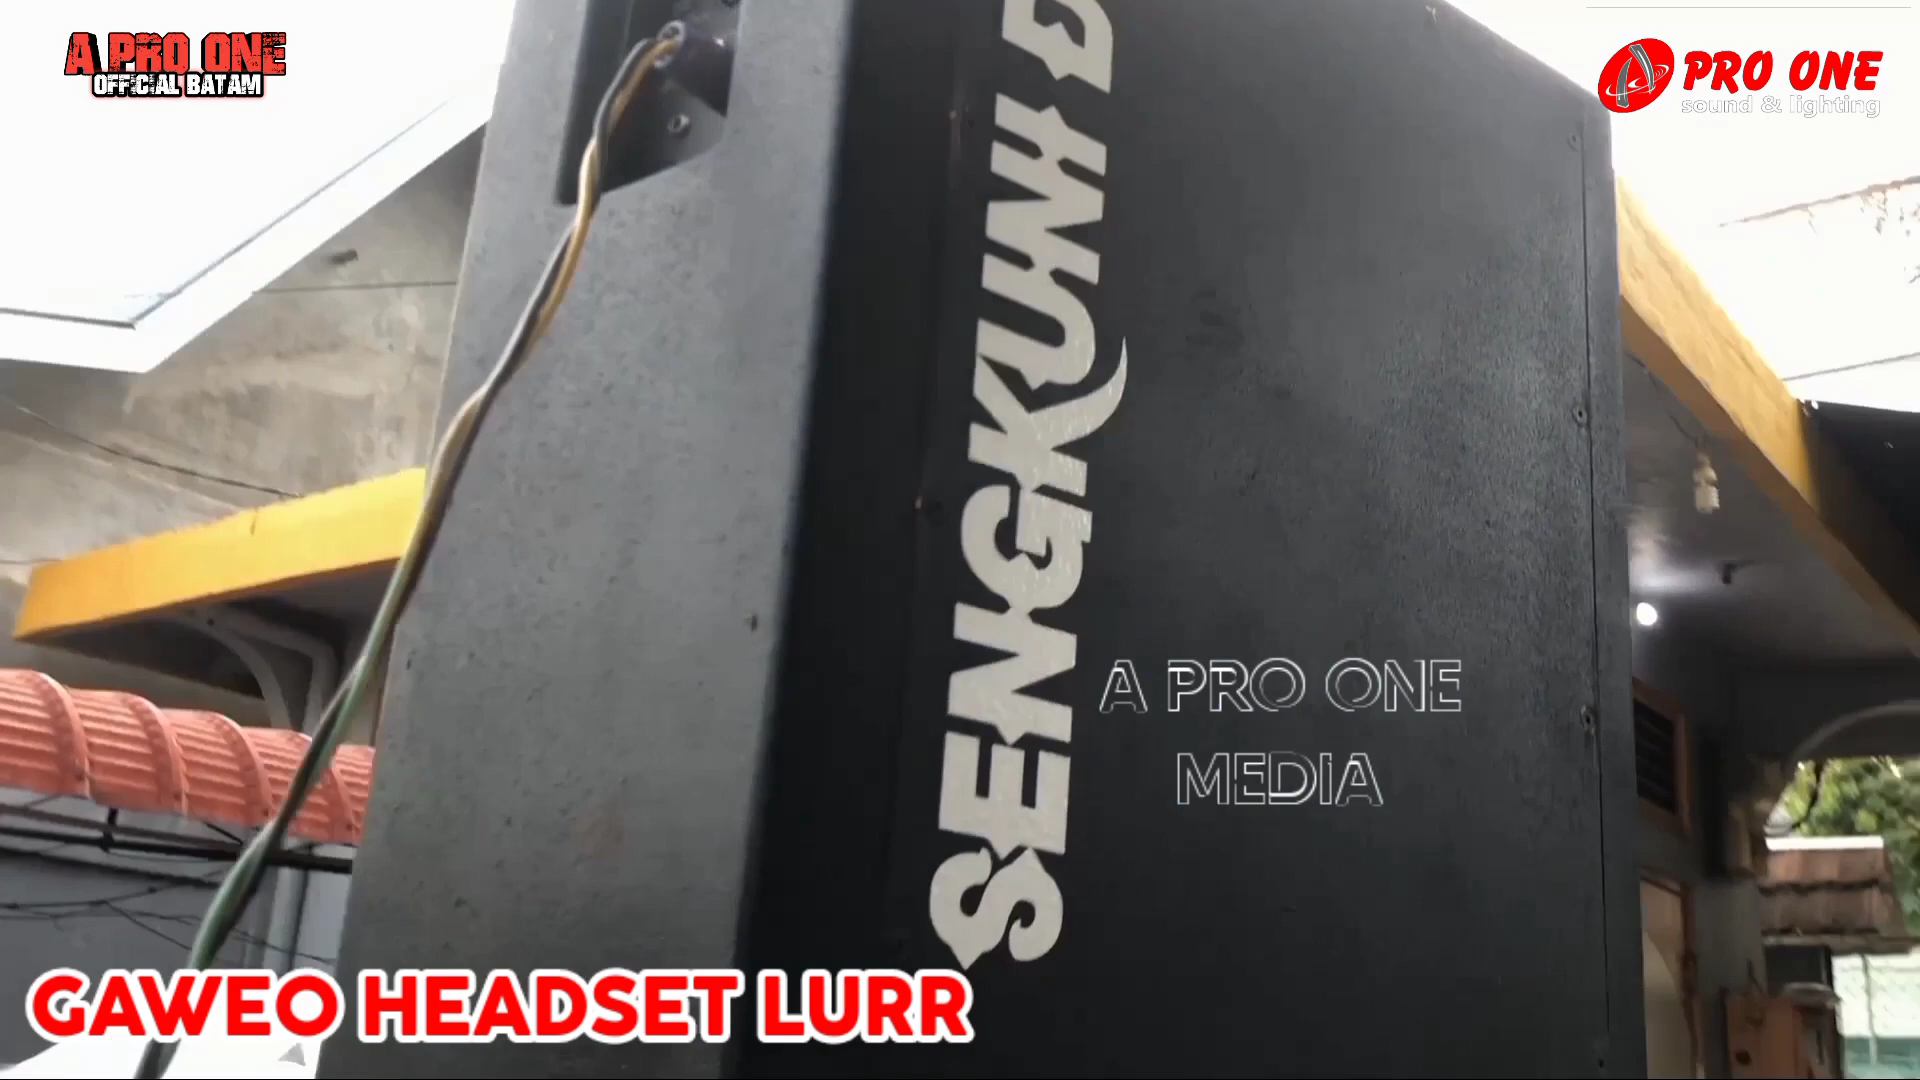 A PRO ONE
OFFICIAL BATAM
PRO ONE
sound & lighting
SENGKUNI D
A PRO ONE
MEDIA
GAWEO HEADSET LURR